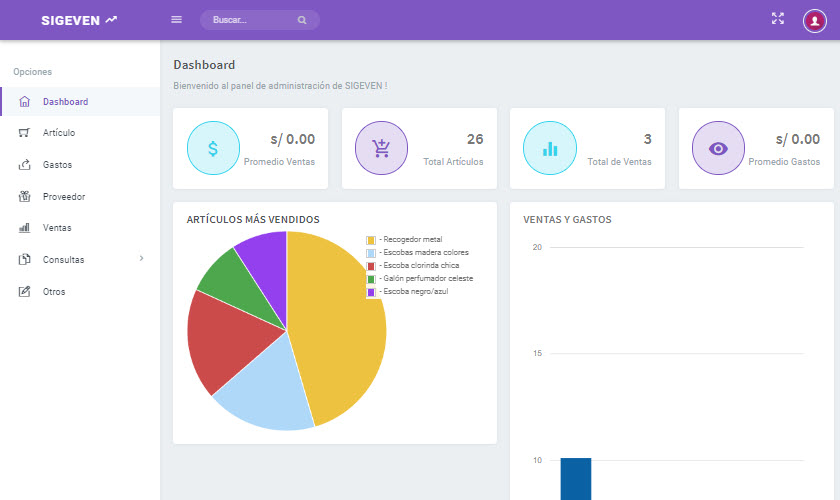 SIGEVEN
Buscar...
Opciones
Dashboard
Artículo
Gastos
Proveedor
Ventas
Consultas
Otros
Dashboard
Bienvenido al panel de administración de SIGEVEN !
s/ 0.00
Promedio Ventas
26
Total Artículos
3
Total de Ventas
s/ 0.00
Promedio Gastos
ARTÍCULOS MÁS VENDIDOS
- Recogedor metal
- Escobas madera colores
- Escoba clorinda chica
- Galón perfumador celeste
- Escoba negro/azul
VENTAS Y GASTOS
20
15
10